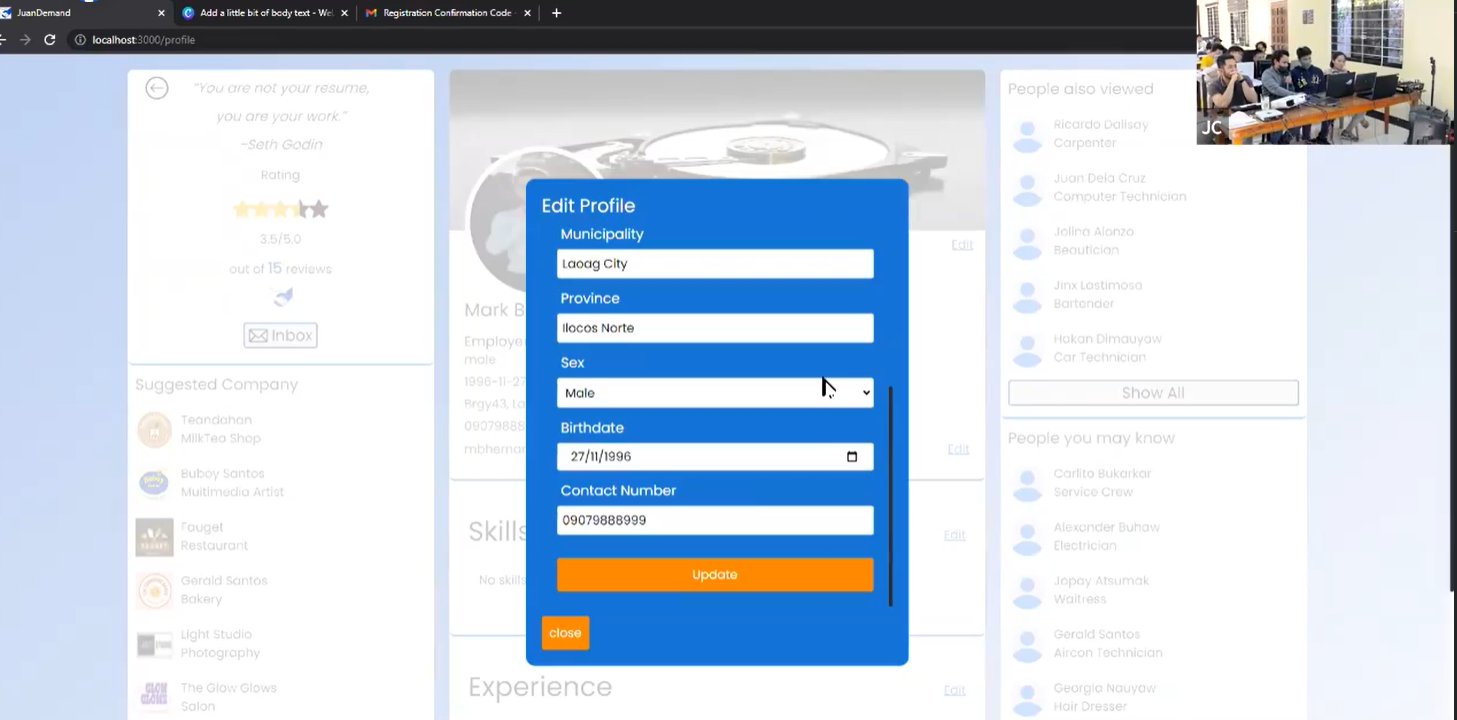 JuanDemand
Add a little bit of body text - We
Registration Confirmation Code -
localhost:3000/profile
"You are not your resume,
you are your work."
-Seth Godin
Rating
3.5/5.0
out of 15 reviews
Inbox
Suggested Company
Teandahan
MilkTea Shop
Buboy Santos
Multimedia Artist
Fauget
Restaurant
Gerald Santos
Bakery
Light Studio
Photography
The Glow Glows
Salon
Edit
Mark B
Employe
male
1996-11-27
Brgy43, La
09079888
mbherna
Edit
Skills
Edit
No skills
Experience
Edit
Edit Profile
Municipality
Laoag City
Province
Ilocos Norte
Sex
Male
Birthdate
27/11/1996
Contact Number
09079888999
Update
close
JC
People also viewed
Ricardo Dalisay
Carpenter
Juan Dela Cruz
Computer Technician
Jolina Alonzo
Beautician
Jinx Lostimosa
Bartender
Hakan Dimauyaw
Car Technician
Show All
People you may know
Carlito Bukarkar
Service Crew
Alexander Buhaw
Electrician
Jopay Atsumak
Waitress
Gerald Santos
Aircon Technician
Georgia Nauyaw
Hair Dresser